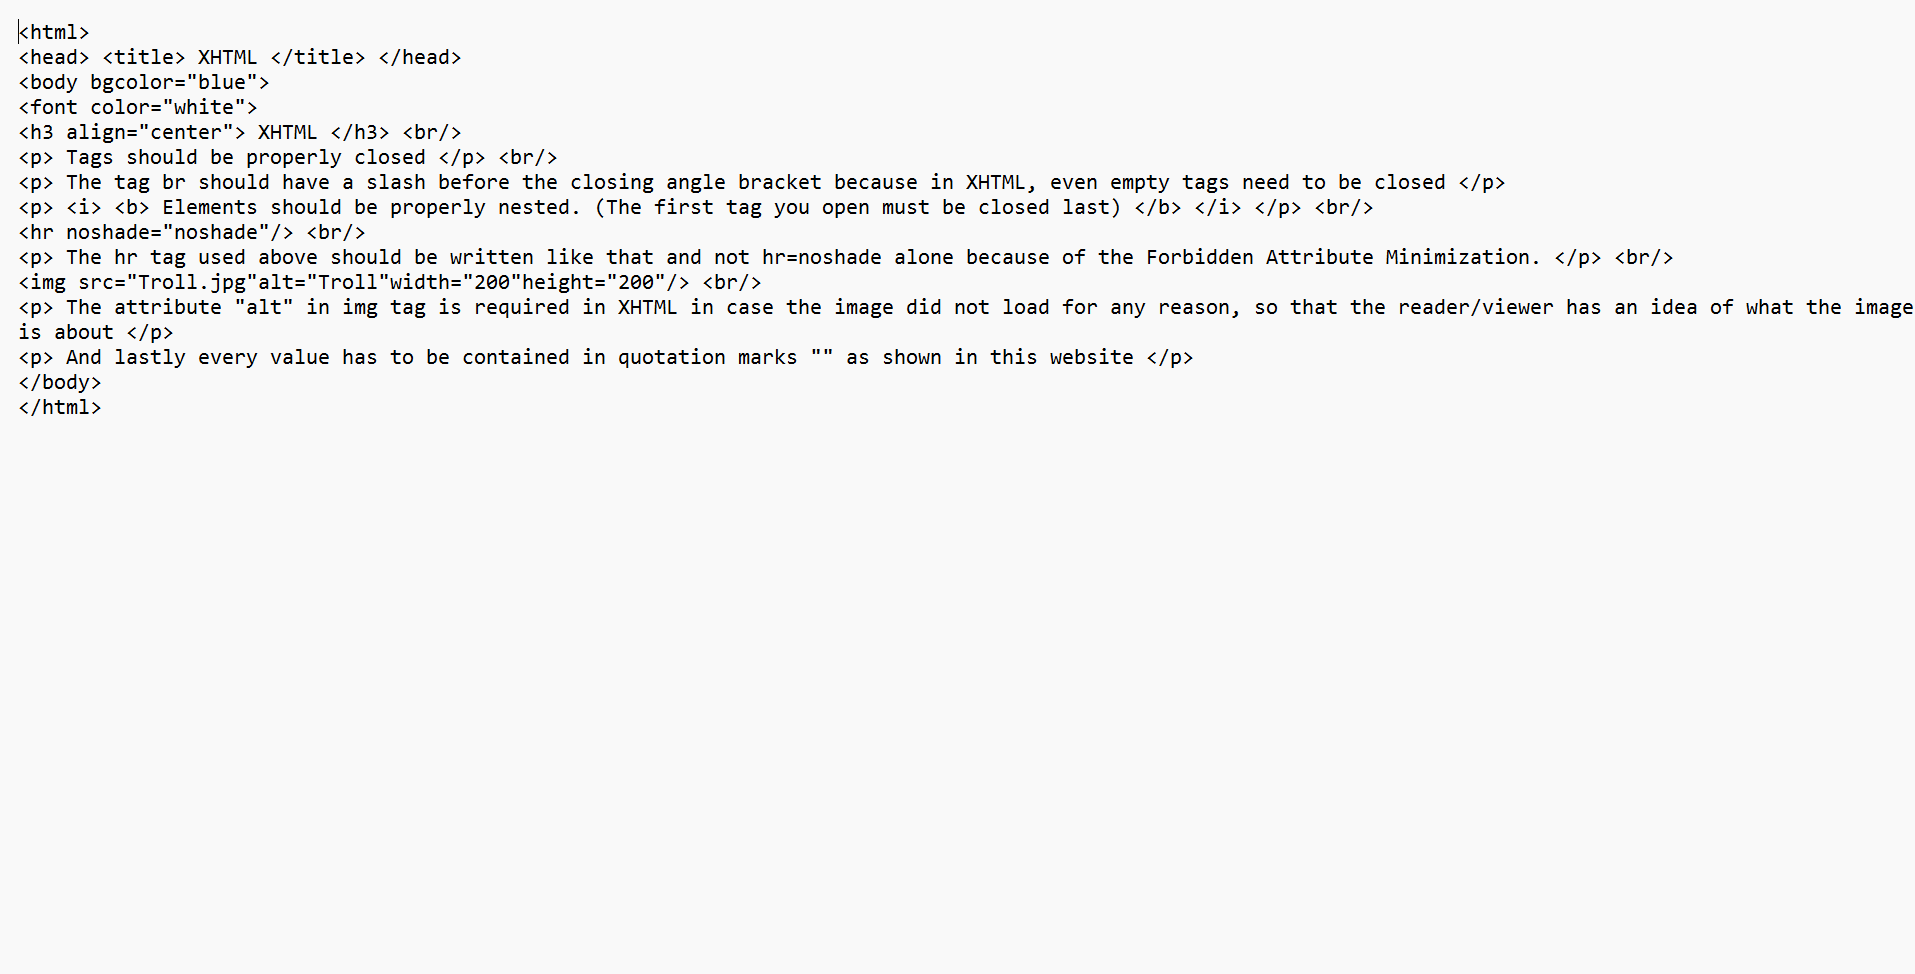 <html>
<head> <title> XHTML </title> </head>
<body bgcolor="blue">
<font color="white">
<h3 align="center"> XHTML </h3> <br/>
<p> Tags should be properly closed </p> <br/>
<p> The tag br should have a slash before the closing angle bracket because in XHTML, even empty tags need to be closed </p>
<p> <i> <b> Elements should be properly nested. (The first tag you open must be closed last) </b> </i> </p> <br/>
<hr noshade="noshade"/> <br/>
<p> The hr tag used above should be written like that and not hr=noshade alone because of the Forbidden Attribute Minimization. </p> <br/>
<img src="Troll.jpg"alt="Troll"width="200"height="200"/> <br/>
<p> The attribute "alt" in img tag is required in XHTML in case the image did not load for any reason, so that the reader/viewer has an idea of what the image
is about </p>
<p> And lastly every value has to be contained in quotation marks "" as shown in this website </p>
</body>
</html>